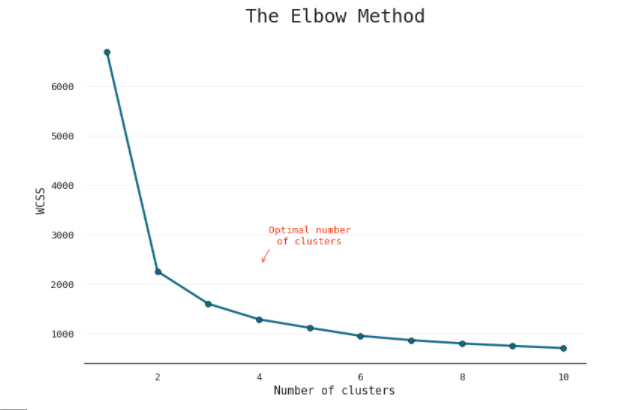 The Elbow Method
6000
5000
4000
3000
2000
1000
WCSS
Optimal number
of clusters
2 4 6 8 10
Number of clusters